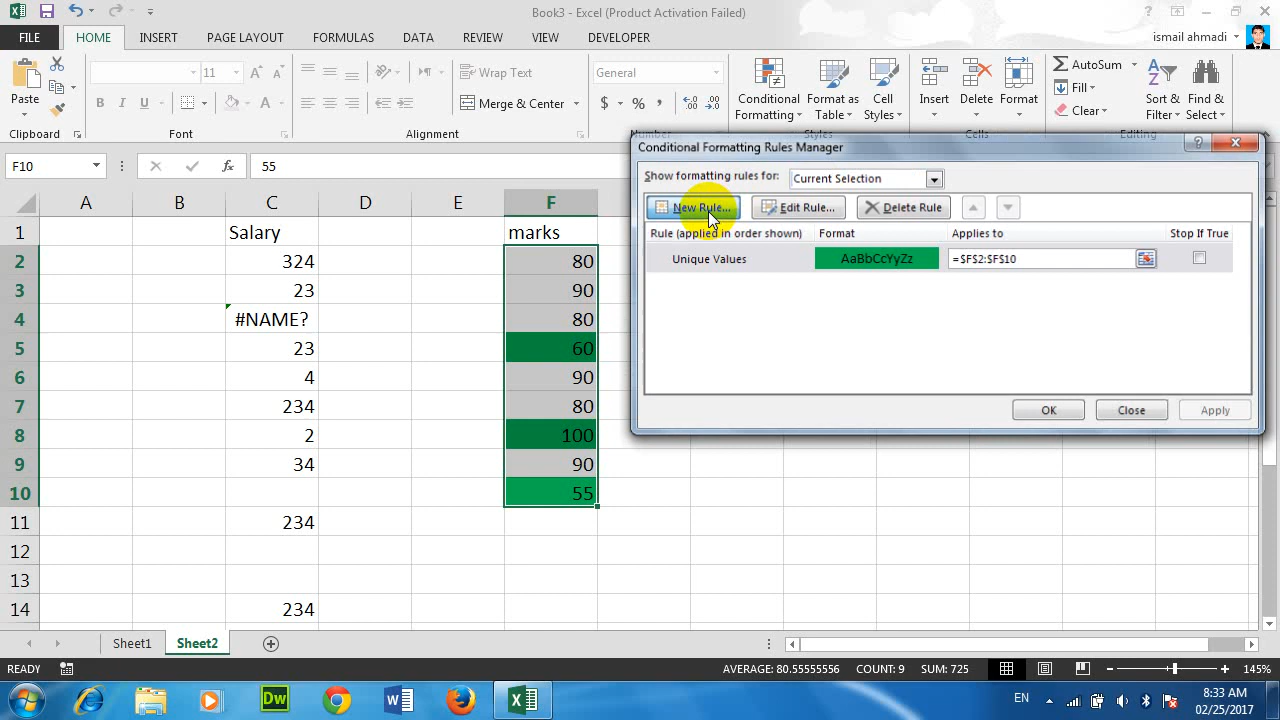 Book3 - Excel (Product Activation Failed)
FILE HOME INSERT PAGE LAYOUT FORMULAS DATA REVIEW VIEW DEVELOPER ismail ahmadi
Paste 11 Wrap Text General Conditional Format as Cell Insert Delete Format AutoSum Sort & Find &
B I U Merge & Center $ % , Formatting Table Styles Fill Filter Select
Clear
Clipboard Font Alignment Number Styles Cells Editing
F10 fx 55
Conditional Formatting Rules Manager
Show formatting rules for: Current Selection
New Rule... Edit Rule... Delete Rule
Rule (applied in order shown) Format Applies to Stop If True
Unique Values AaBbCcYyZz =$F$2:$F$10
OK Close Apply
A B C D E F
1 Salary marks
2 324 80
3 23 90
4 #NAME? 80
5 23 60
6 4 90
7 234 80
8 2 100
9 34 90
10 55
11 234
12
13
14 234
Sheet1 Sheet2
READY AVERAGE: 80.55555556 COUNT: 9 SUM: 725 145%
Dw EN 8:33 AM
02/25/2017